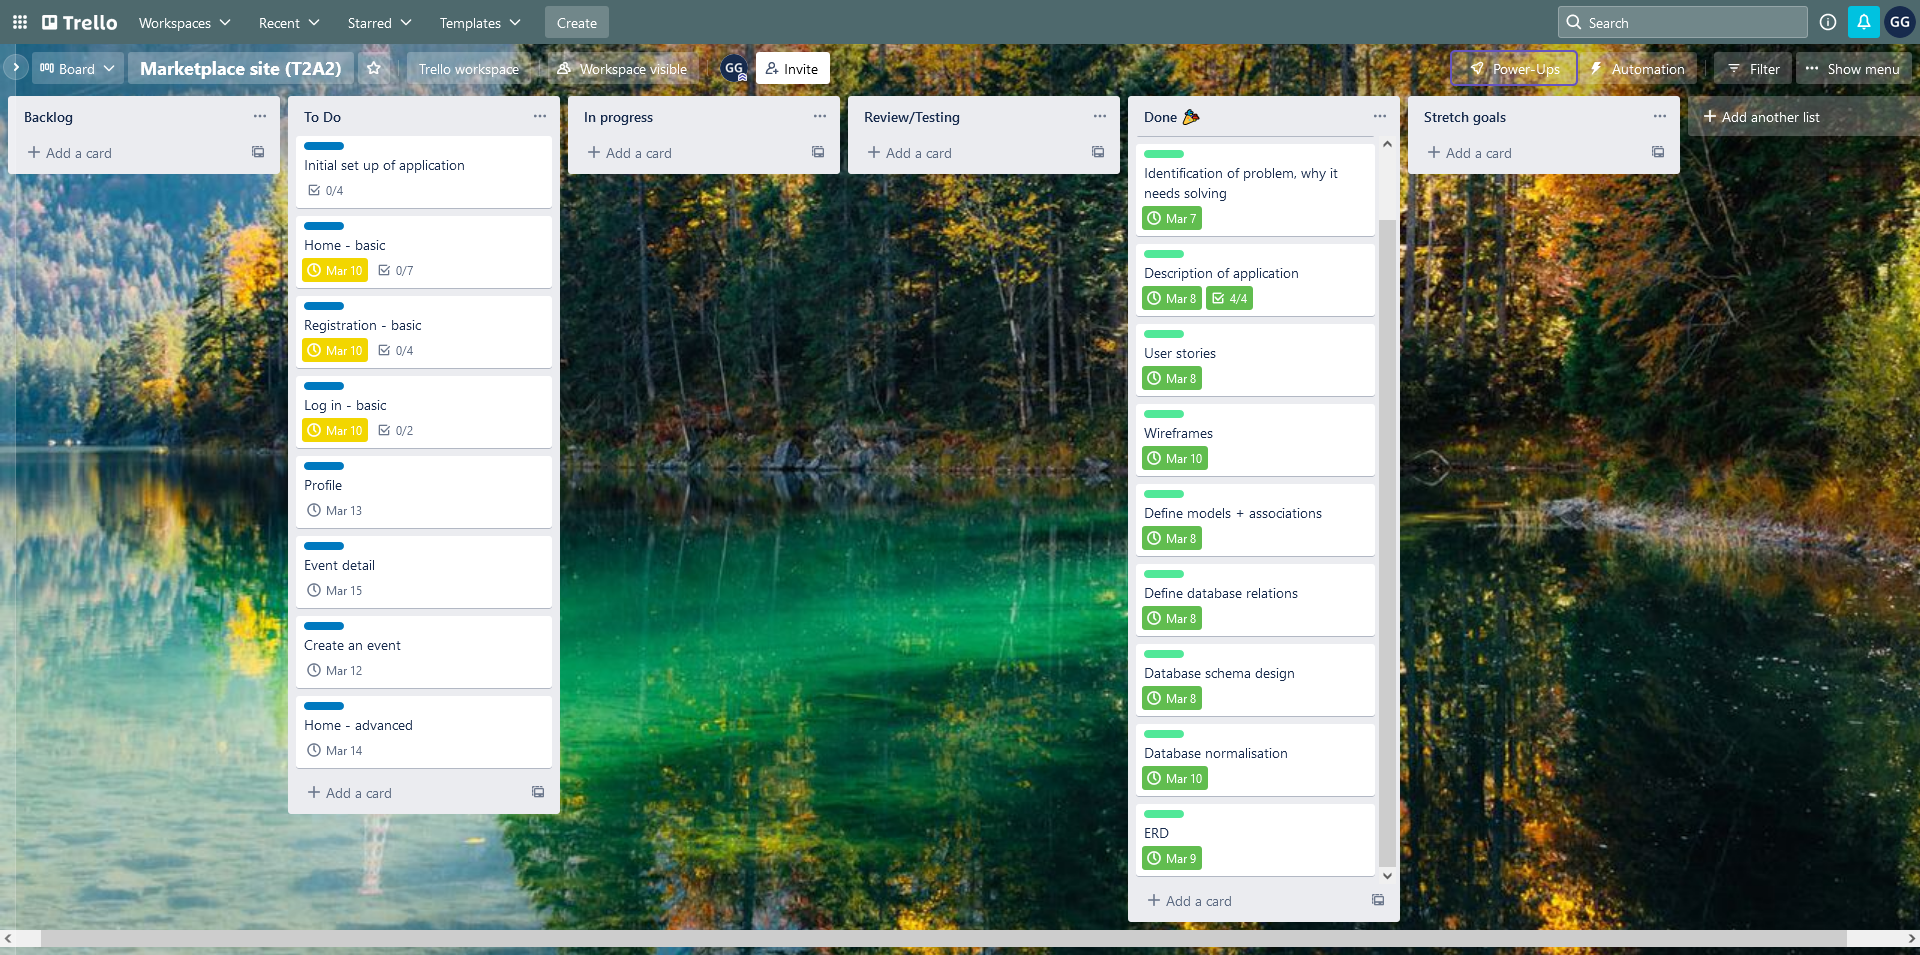 Trello
Workspaces
Recent
Starred
Templates
Create
Search
GG
Board
Marketplace site (T2A2)
Trello workspace
Workspace visible
GG
Invite
Power-Ups
Automation
Filter
Show menu
Backlog
Add a card
To Do
Initial set up of application
0/4
Home - basic
Mar 10
0/7
Registration - basic
Mar 10
0/4
Log in - basic
Mar 10
0/2
Profile
Mar 13
Event detail
Mar 15
Create an event
Mar 12
Home - advanced
Mar 14
Add a card
In progress
Add a card
Review/Testing
Add a card
Done 🎉
Identification of problem, why it
needs solving
Mar 7
Description of application
Mar 8
4/4
User stories
Mar 8
Wireframes
Mar 10
Define models + associations
Mar 8
Define database relations
Mar 8
Database schema design
Mar 8
Database normalisation
Mar 10
ERD
Mar 9
Add a card
Stretch goals
Add a card
Add another list